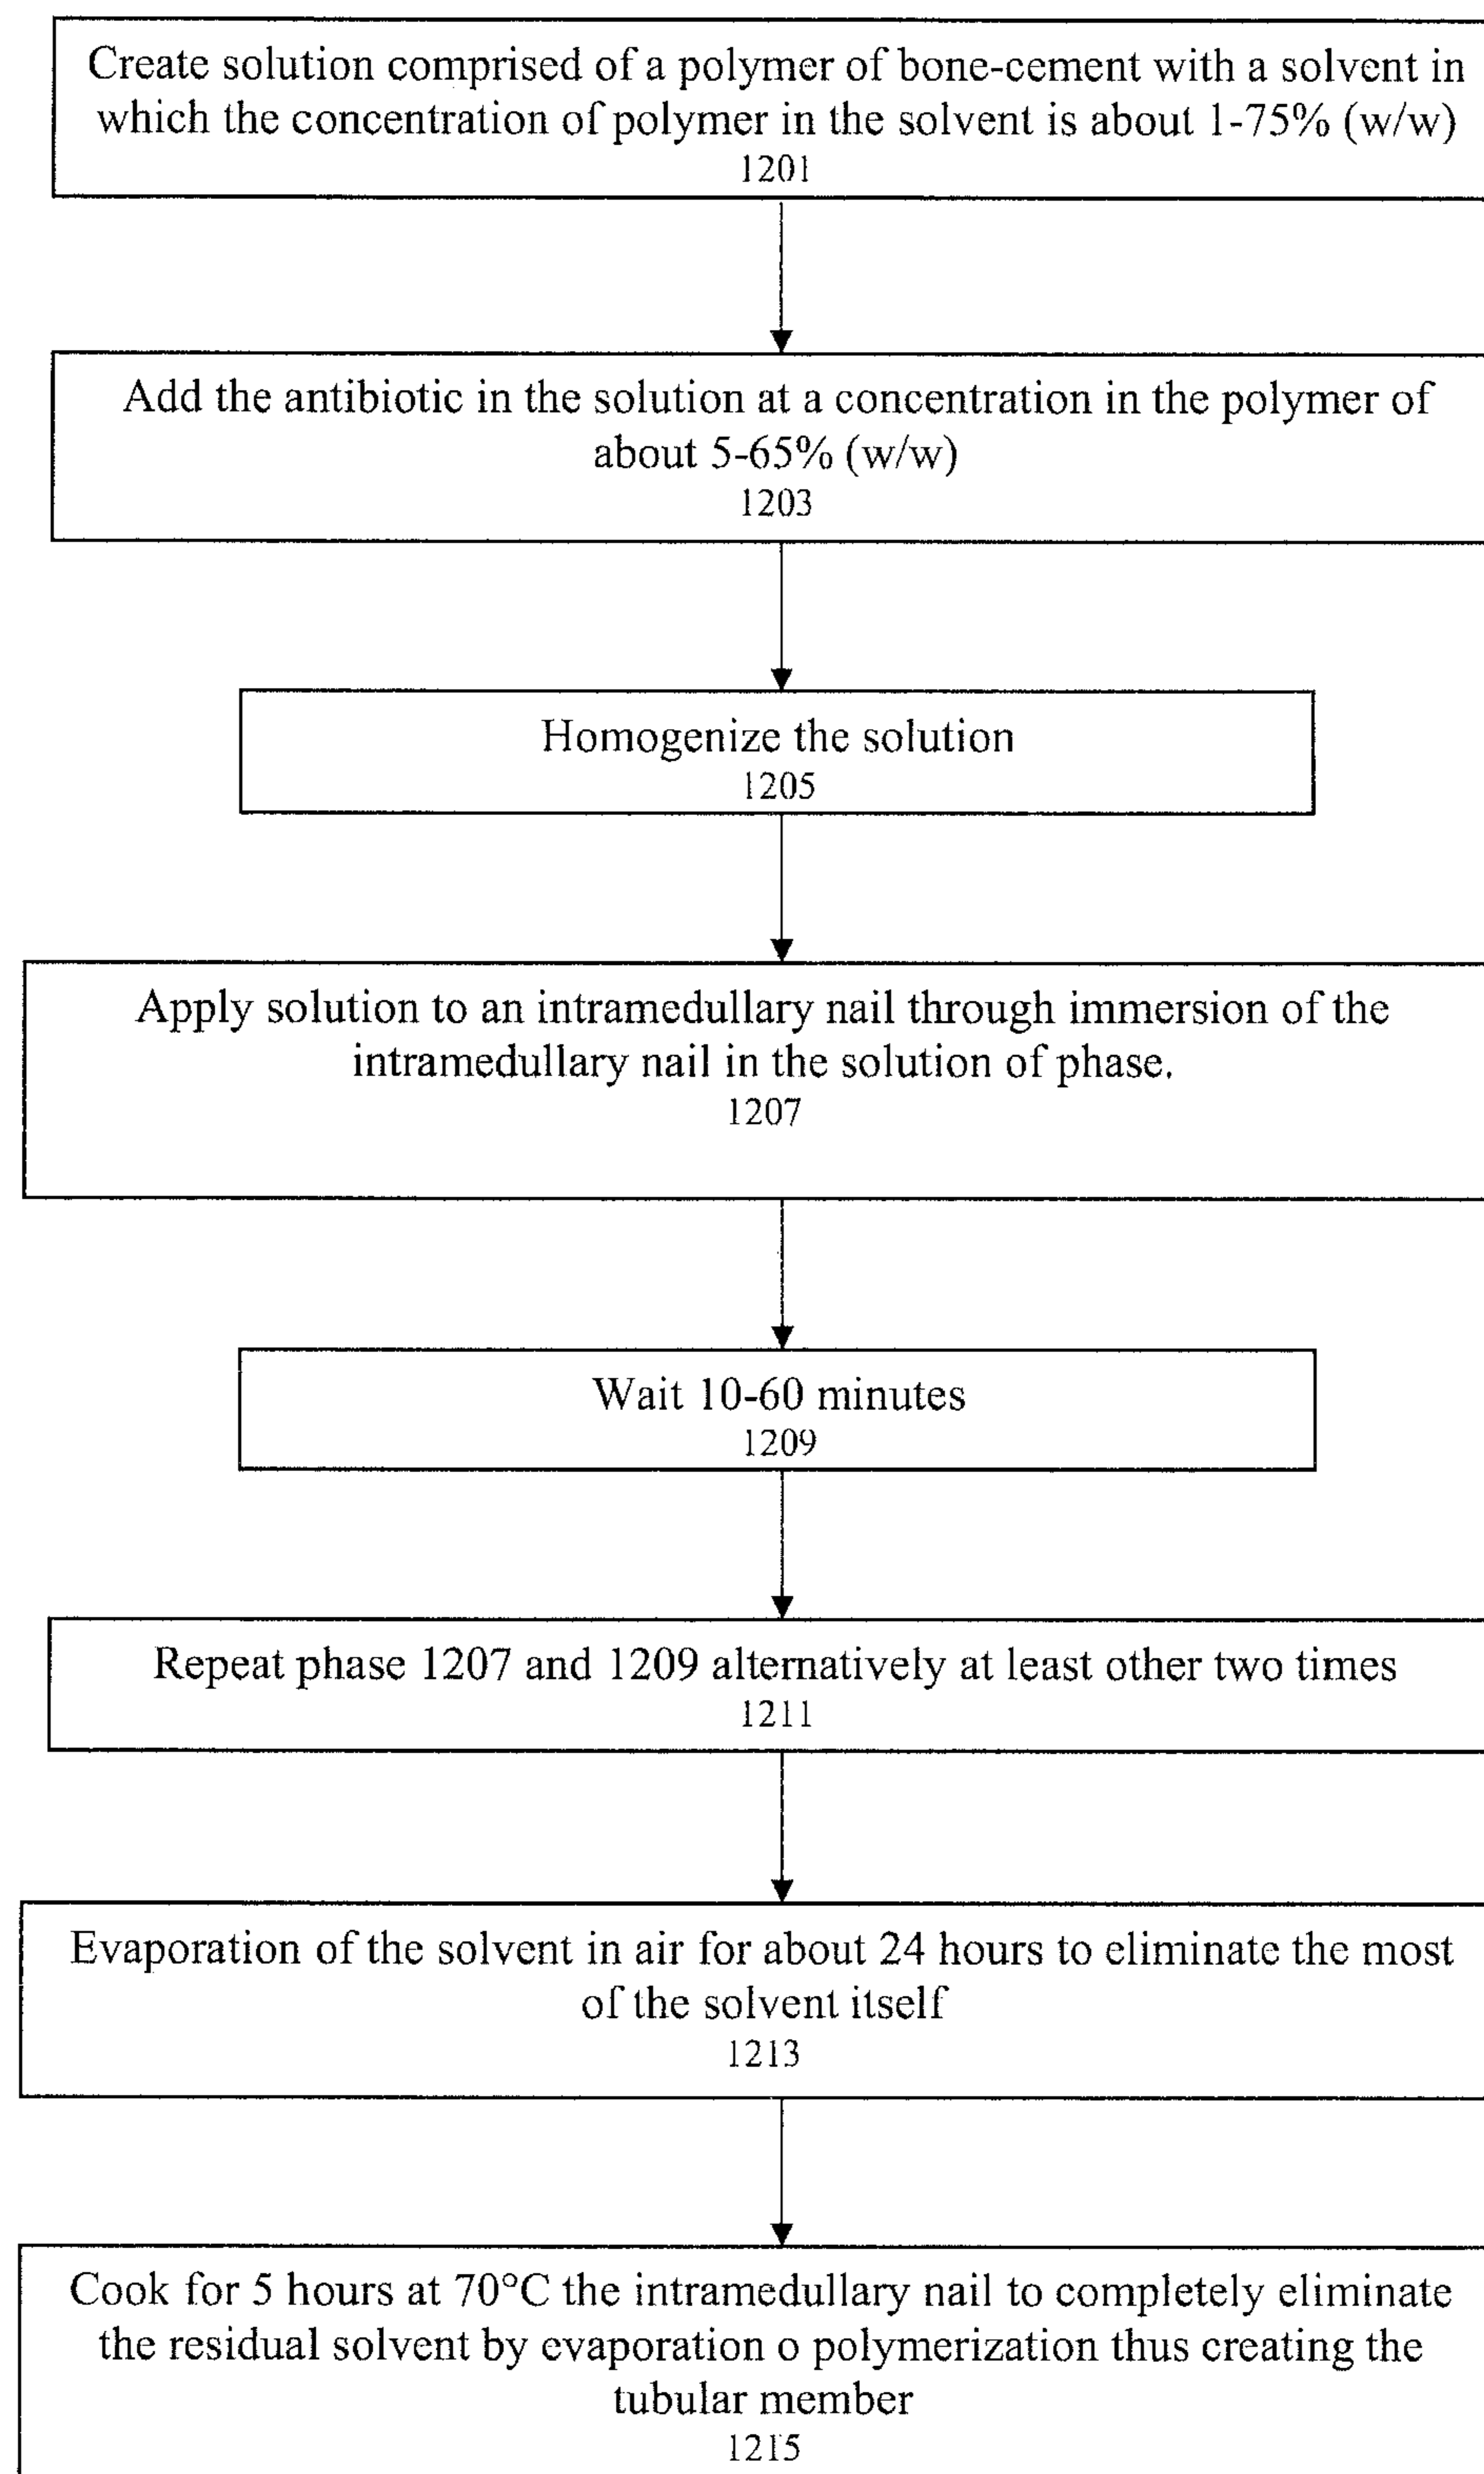 Create solution comprised of a polymer of bone-cement with a solvent in
which the concentration of polymer in the solvent is about 1-75% (w/w)
1201
Add the antibiotic in the solution at a concentration in the polymer of
about 5-65% (w/w)
1203
Homogenize the solution
1205
Apply solution to an intramedullary nail through immersion of the
intramedullary nail in the solution of phase.
1207
Wait 10-60 minutes
1209
Repeat phase 1207 and 1209 alternatively at least other two times
1211
Evaporation of the solvent in air for about 24 hours to eliminate the most
of the solvent itself
1213
Cook for 5 hours at 70°C the intramedullary nail to completely eliminate
the residual solvent by evaporation o polymerization thus creating the
tubular member
1215